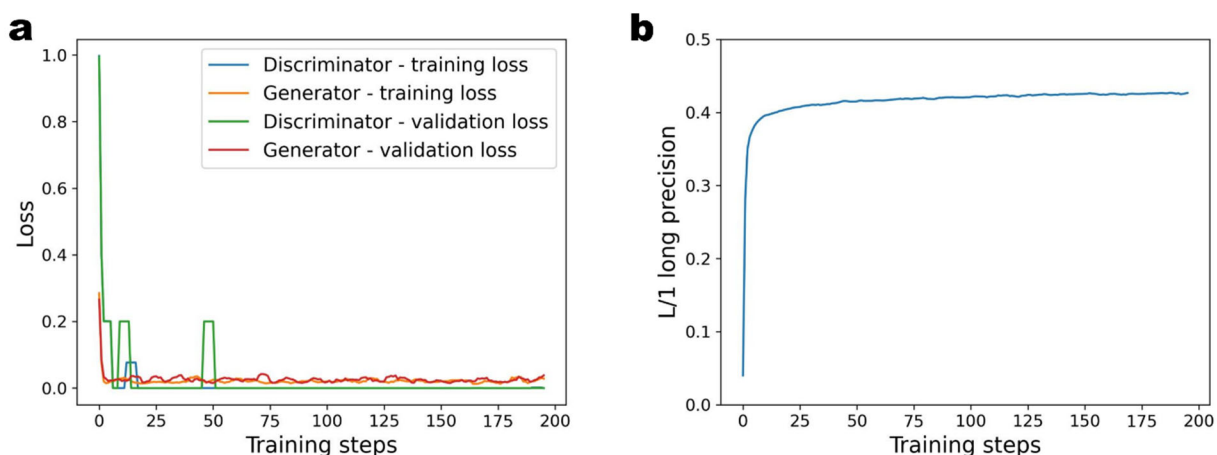 a
1.0
0.8
0.6
0.4
0.2
0.0
Loss
Discriminator - training loss
Generator - training loss
Discriminator - validation loss
Generator - validation loss
0 25 50 75 100 125 150 175 200
Training steps
b
0.5
0.4
0.3
0.2
0.1
0.0
L/1 long precision
0 25 50 75 100 125 150 175 200
Training steps